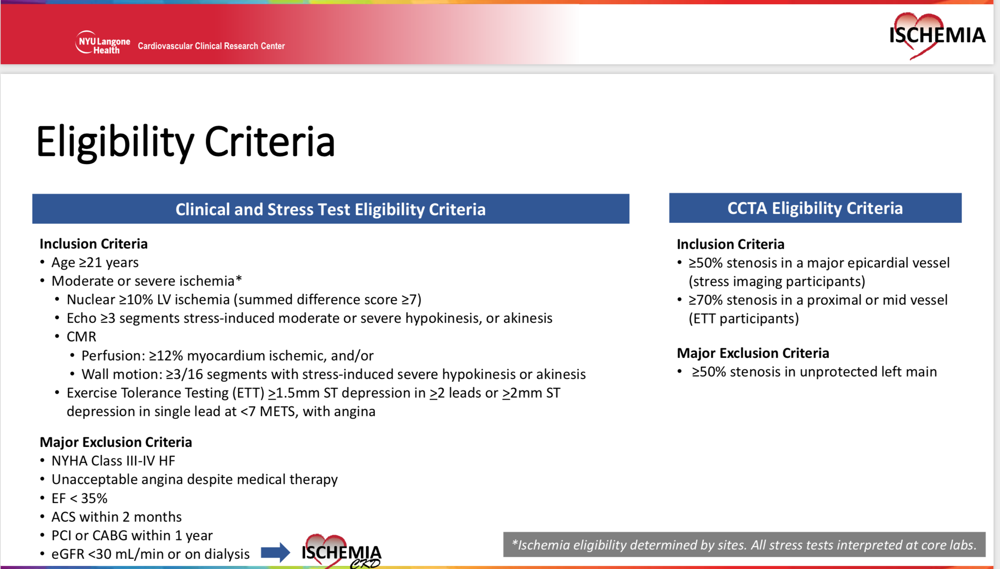 NYU Langone
Health
Cardiovascular Clinical Research Center
ISCHEMIA
Eligibility Criteria
Clinical and Stress Test Eligibility Criteria
Inclusion Criteria
• Age ≥21 years
• Moderate or severe ischemia*
• Nuclear ≥10% LV ischemia (summed difference score ≥7)
• Echo ≥3 segments stress-induced moderate or severe hypokinesis, or akinesis
• CMR
• Perfusion: ≥12% myocardium ischemic, and/or
• Wall motion: ≥3/16 segments with stress-induced severe hypokinesis or akinesis
• Exercise Tolerance Testing (ETT) ≥1.5mm ST depression in ≥2 leads or ≥2mm ST
depression in single lead at <7 METS, with angina
Major Exclusion Criteria
• NYHA Class III-IV HF
• Unacceptable angina despite medical therapy
• EF < 35%
• ACS within 2 months
• PCI or CABG within 1 year
• eGFR <30 mL/min or on dialysis
ISCHEMIA
CKD
CCTA Eligibility Criteria
Inclusion Criteria
• ≥50% stenosis in a major epicardial vessel
(stress imaging participants)
• ≥70% stenosis in a proximal or mid vessel
(ETT participants)
Major Exclusion Criteria
• ≥50% stenosis in unprotected left main
*Ischemia eligibility determined by sites. All stress tests interpreted at core labs.